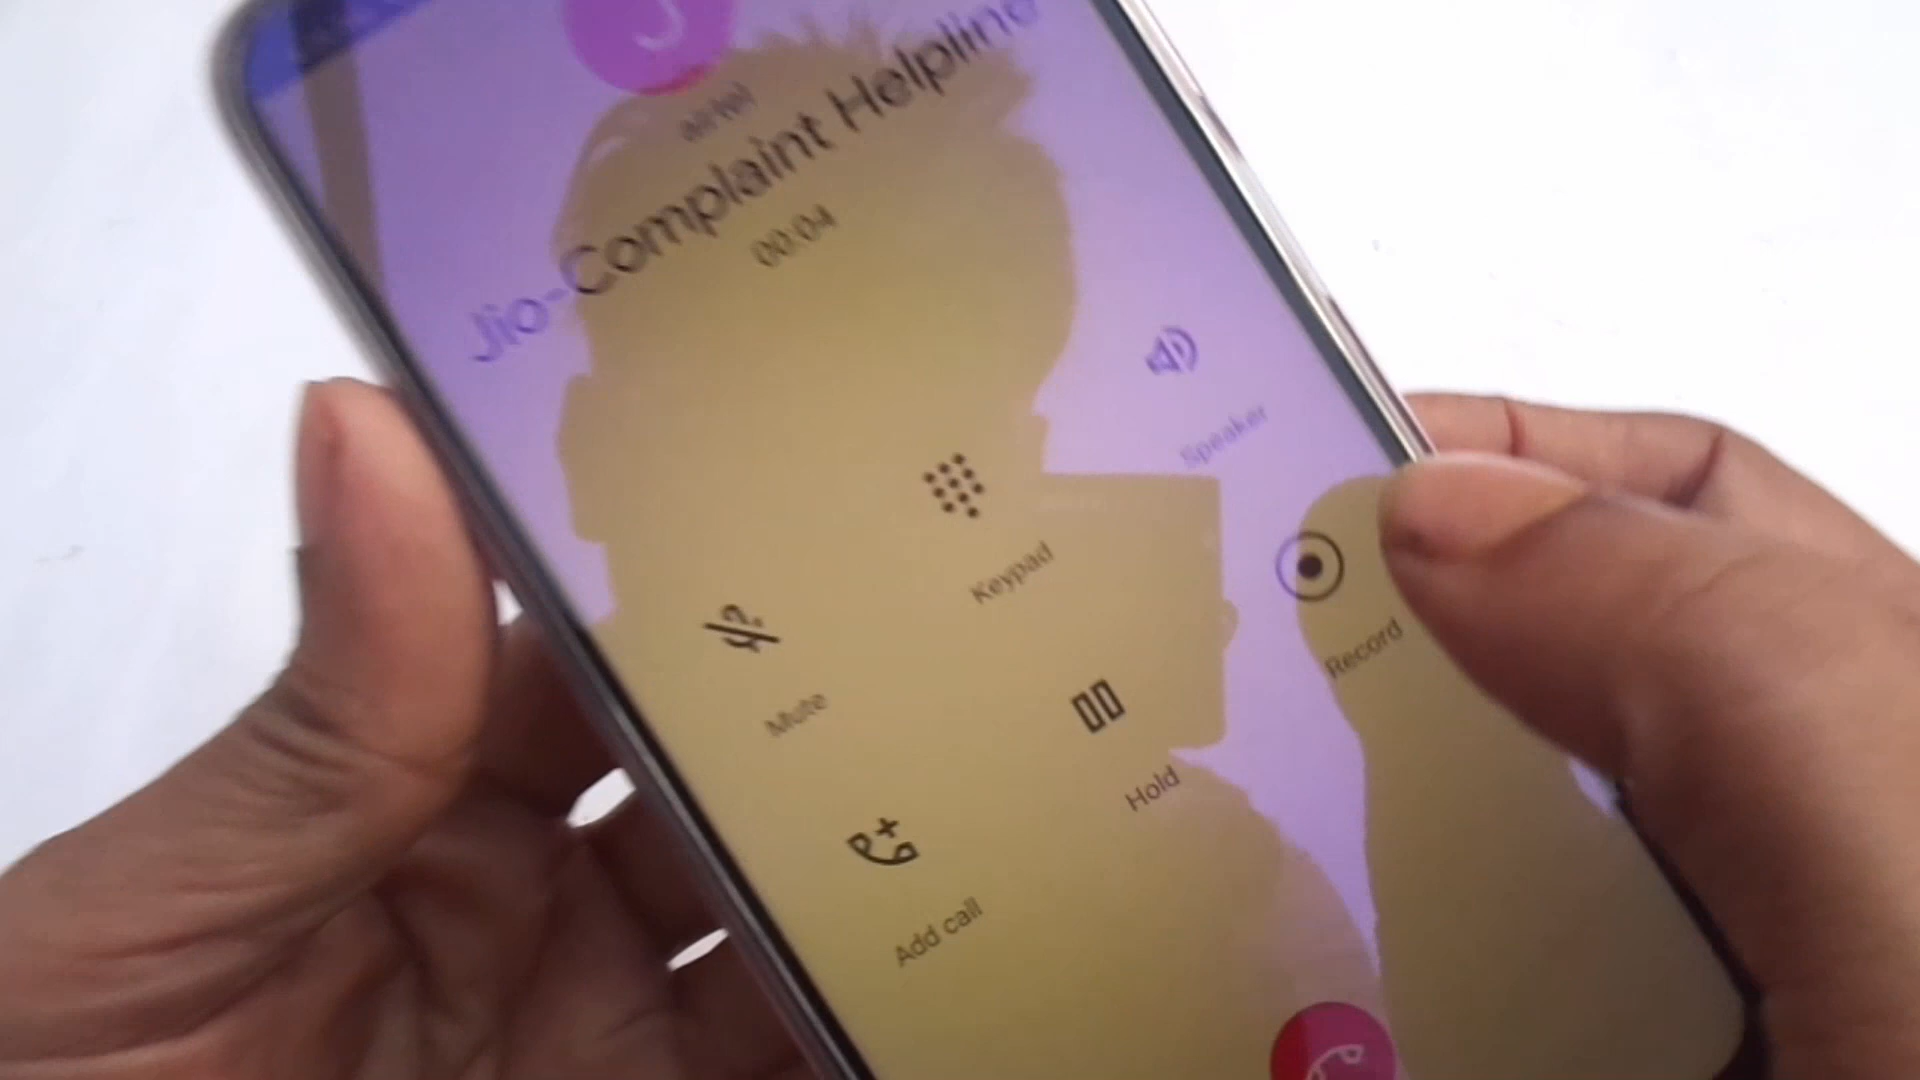 J
airtel
Jio-Complaint Helpline
00:04
Speaker
Keypad
Mute
Record
Hold
Add call